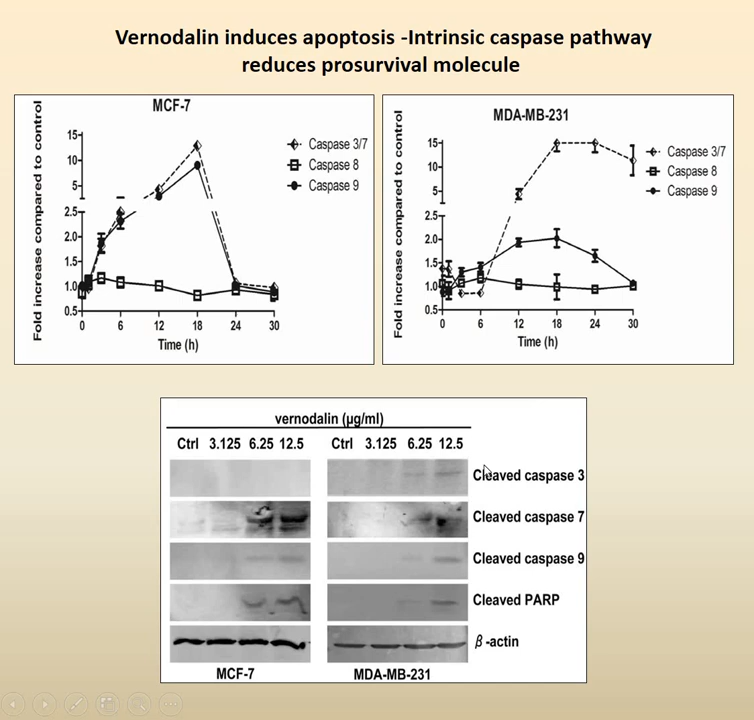 Vernodalin induces apoptosis -Intrinsic caspase pathway
reduces prosurvival molecule
MCF-7
Fold increase compared to control
15
10
5
2.5
2.0
1.5
1.0
0.5
0 6 12 18 24 30
Time (h)
Caspase 3/7
Caspase 8
Caspase 9
MDA-MB-231
Fold increase compared to control
15
10
5
2.5
2.0
1.5
1.0
0.5
0 6 12 18 24 30
Time (h)
Caspase 3/7
Caspase 8
Caspase 9
vernodalin (µg/ml)
Ctrl 3.125 6.25 12.5 Ctrl 3.125 6.25 12.5
Cleaved caspase 3
Cleaved caspase 7
Cleaved caspase 9
Cleaved PARP
β-actin
MCF-7 MDA-MB-231